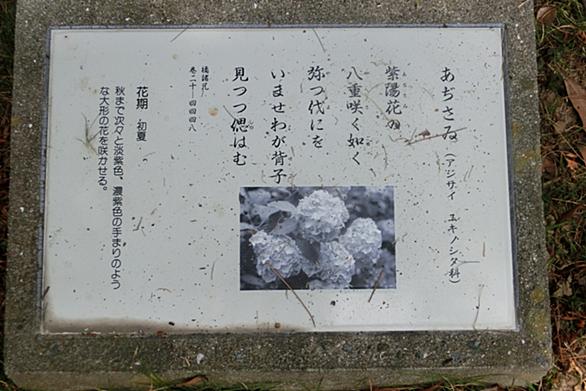 あぢさゐ（アジサイ　ユキノシタ科）
紫陽花の
八重咲く如く
弥つ代にを
いませわが背子
見つつ偲はむ
橘諸兄
巻二十―四四四八
花期　初夏
秋まで次々と淡紫色、濃紫色の手まりのよう
な大形の花を咲かせる。